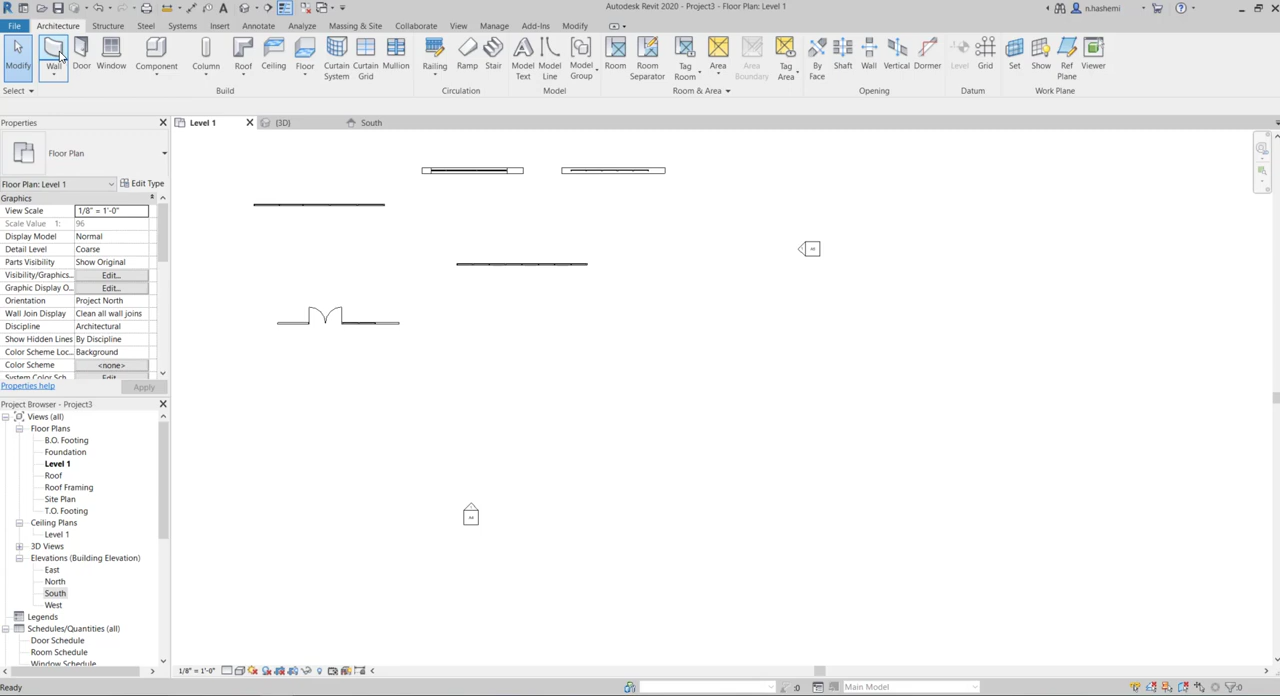 Autodesk Revit 2020 - Project3 - Floor Plan: Level 1
n.hashemi
File Architecture Structure Steel Systems Insert Annotate Analyze Massing & Site Collaborate View Manage Add-Ins Modify
Modify Wall Door Window Component Column Roof Ceiling Floor Curtain System Curtain Grid Mullion Railing Ramp Stair Model Text Model Line Model Group Room Room Separator Tag Room Area Area Boundary Tag Area By Face Shaft Wall Vertical Dormer Level Grid Set Show Ref Plane Viewer
Select Build Circulation Model Room & Area Opening Datum Work Plane
Properties
Level 1 {3D} South
Floor Plan
Floor Plan: Level 1 Edit Type
Graphics
View Scale 1/8" = 1'-0"
Scale Value 1: 96
Display Model Normal
Detail Level Coarse
Parts Visibility Show Original
Visibility/Graphics... Edit...
Graphic Display O... Edit...
Orientation Project North
Wall Join Display Clean all wall joins
Discipline Architectural
Show Hidden Lines By Discipline
Color Scheme Loc... Background
Color Scheme <none>
System Color Sch... Edit...
Properties help Apply
Project Browser - Project3
Views (all)
Floor Plans
B.O. Footing
Foundation
Level 1
Roof
Roof Framing
Site Plan
T.O. Footing
Ceiling Plans
Level 1
3D Views
Elevations (Building Elevation)
East
North
South
West
Legends
Schedules/Quantities (all)
Door Schedule
Room Schedule
Window Schedule
1/8" = 1'-0"
Ready
:0
Main Model
:0